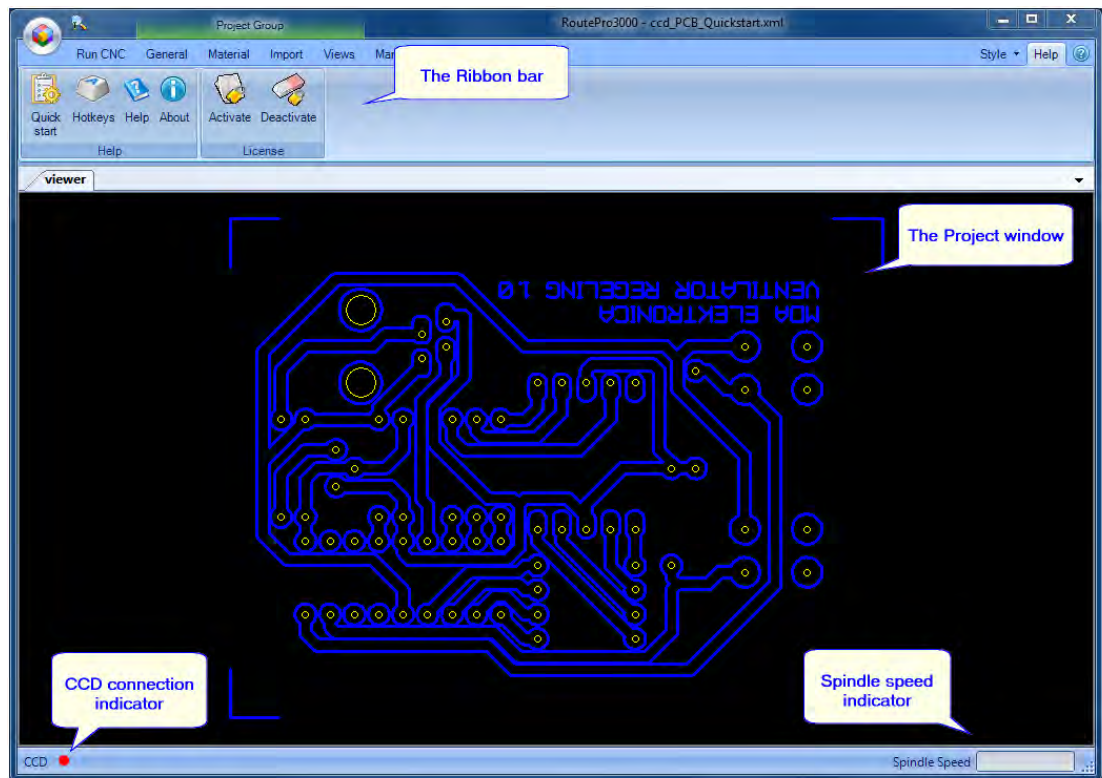 Project Group
RoutePro3000 - ccd_PCB_Quickstart.xml
Run CNC General Material Import Views
Style Help
The Ribbon bar
Quick start
Hotkeys Help About
Activate Deactivate
Help
License
viewer
The Project window
MDA ELEKTRONICA
VENTILATOR REGELING 1.0
CCD connection
indicator
Spindle speed
indicator
CCD
Spindle Speed